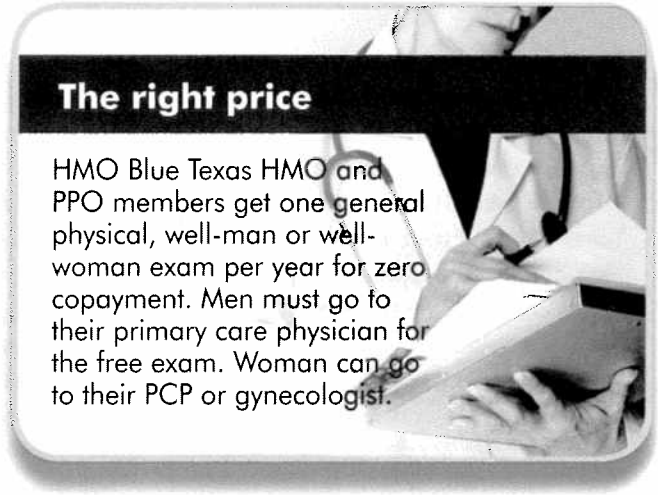 The right price
HMO Blue Texas HMO and
PPO members get one general
physical, well-man or well-
woman exam per year for zero
copayment. Men must go to
their primary care physician for
the free exam. Woman can go
to their PCP or gynecologist.